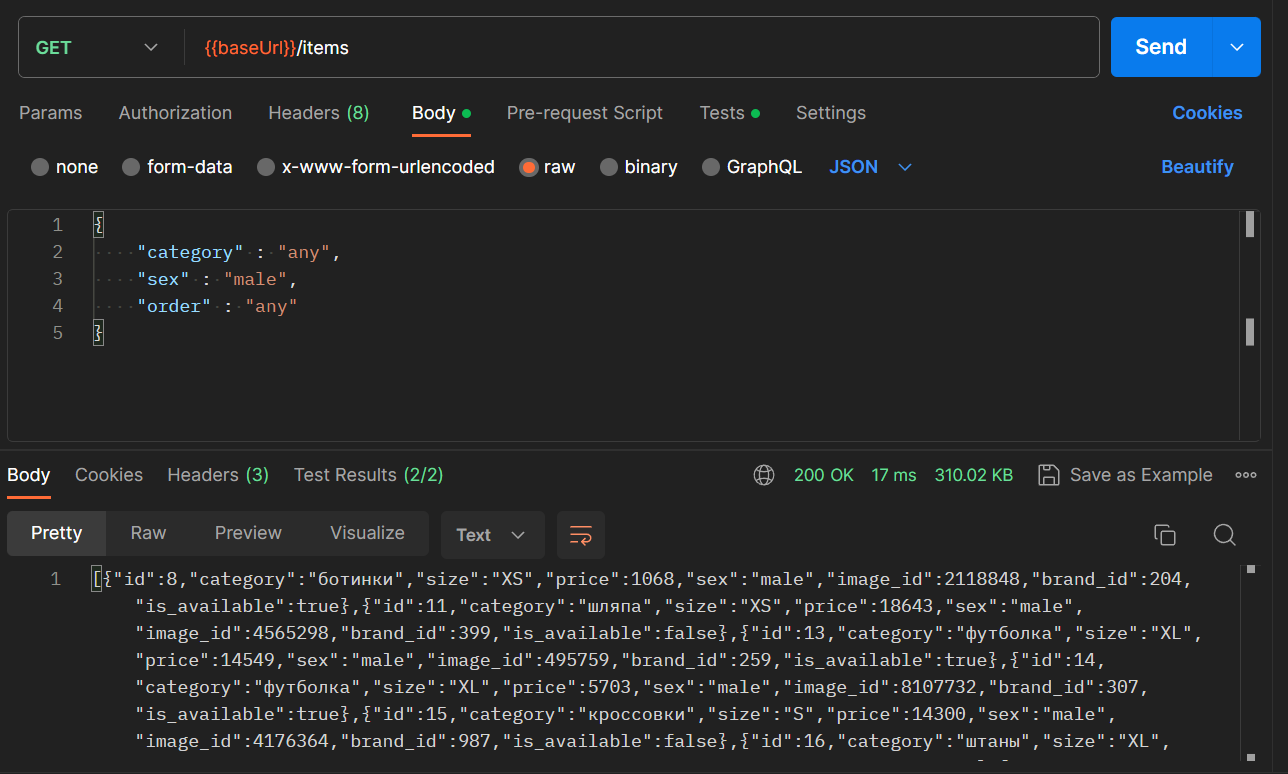 GET {{baseUrl}}/items Send
Params Authorization Headers (8) Body Pre-request Script Tests Settings Cookies
none form-data x-www-form-urlencoded raw binary GraphQL JSON Beautify
1 {
2 "category" : "any",
3 "sex" : "male",
4 "order" : "any"
5 }
Body Cookies Headers (3) Test Results (2/2) 200 OK 17 ms 310.02 KB Save as Example
Pretty Raw Preview Visualize Text
1 [{"id":8,"category":"ботинки","size":"XS","price":1068,"sex":"male","image_id":2118848,"brand_id":204,
"is_available":true},{"id":11,"category":"шляпа","size":"XS","price":18643,"sex":"male",
"image_id":4565298,"brand_id":399,"is_available":false},{"id":13,"category":"футболка","size":"XL",
"price":14549,"sex":"male","image_id":495759,"brand_id":259,"is_available":true},{"id":14,
"category":"футболка","size":"XL","price":5703,"sex":"male","image_id":8107732,"brand_id":307,
"is_available":true},{"id":15,"category":"кроссовки","size":"S","price":14300,"sex":"male",
"image_id":4176364,"brand_id":987,"is_available":false},{"id":16,"category":"штаны","size":"XL",